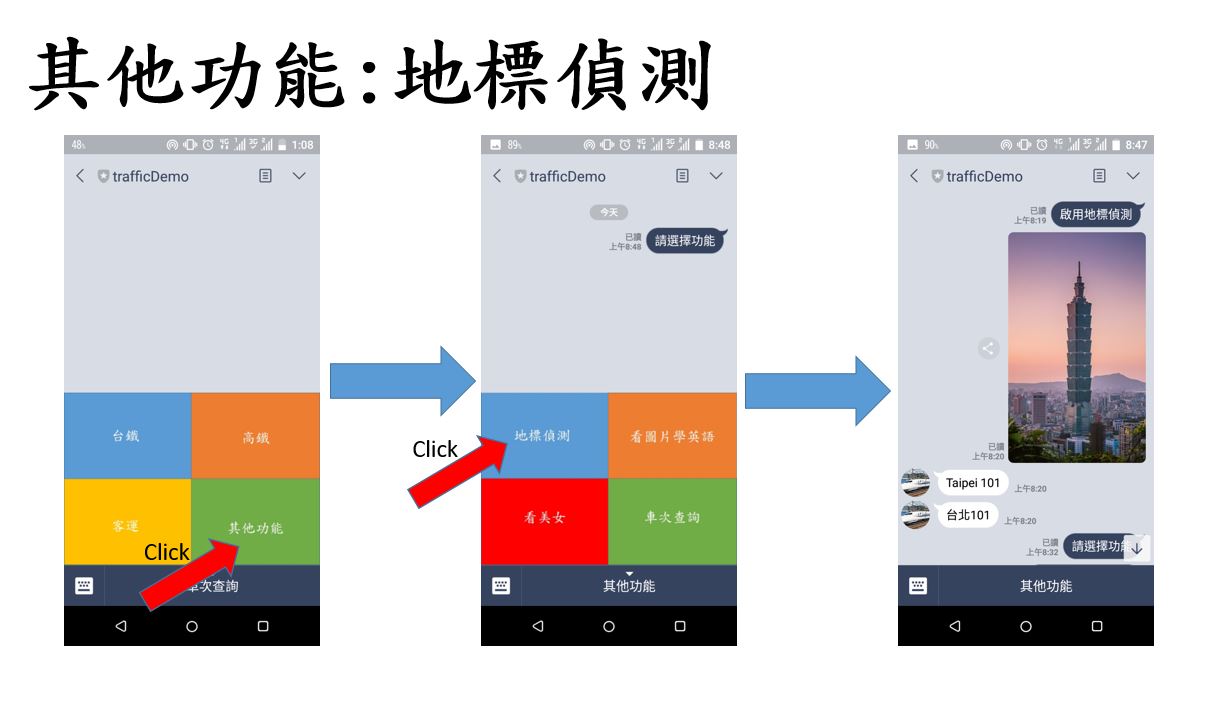 其他功能:地標偵測
48%
1:08
trafficDemo
台鐵
高鐵
客運
其他功能
Click
車次查詢
89%
8:48
trafficDemo
今天
已讀
上午8:48
請選擇功能
地標偵測
看圖片學英語
Click
看美女
車次查詢
其他功能
90%
8:47
trafficDemo
已讀
上午8:19
啟用地標偵測
已讀
上午8:20
Taipei 101
上午8:20
台北101
上午8:20
已讀
上午8:32
請選擇功能
其他功能